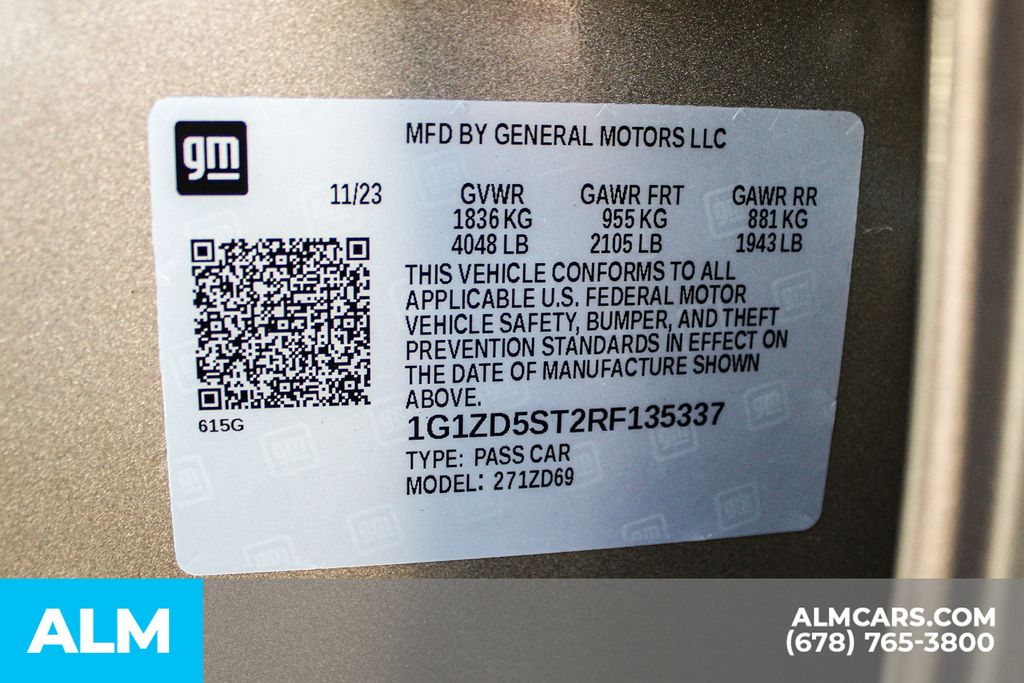 gm
MFD BY GENERAL MOTORS LLC
11/23 GVWR GAWR FRT GAWR RR
1836 KG 955 KG 881 KG
4048 LB 2105 LB 1943 LB
THIS VEHICLE CONFORMS TO ALL
APPLICABLE U.S. FEDERAL MOTOR
VEHICLE SAFETY, BUMPER, AND THEFT
PREVENTION STANDARDS IN EFFECT ON
THE DATE OF MANUFACTURE SHOWN
ABOVE.
615G
1G1ZD5ST2RF135337
TYPE: PASS CAR
MODEL: 271ZD69
ALM
ALMCARS.COM
(678) 765-3800